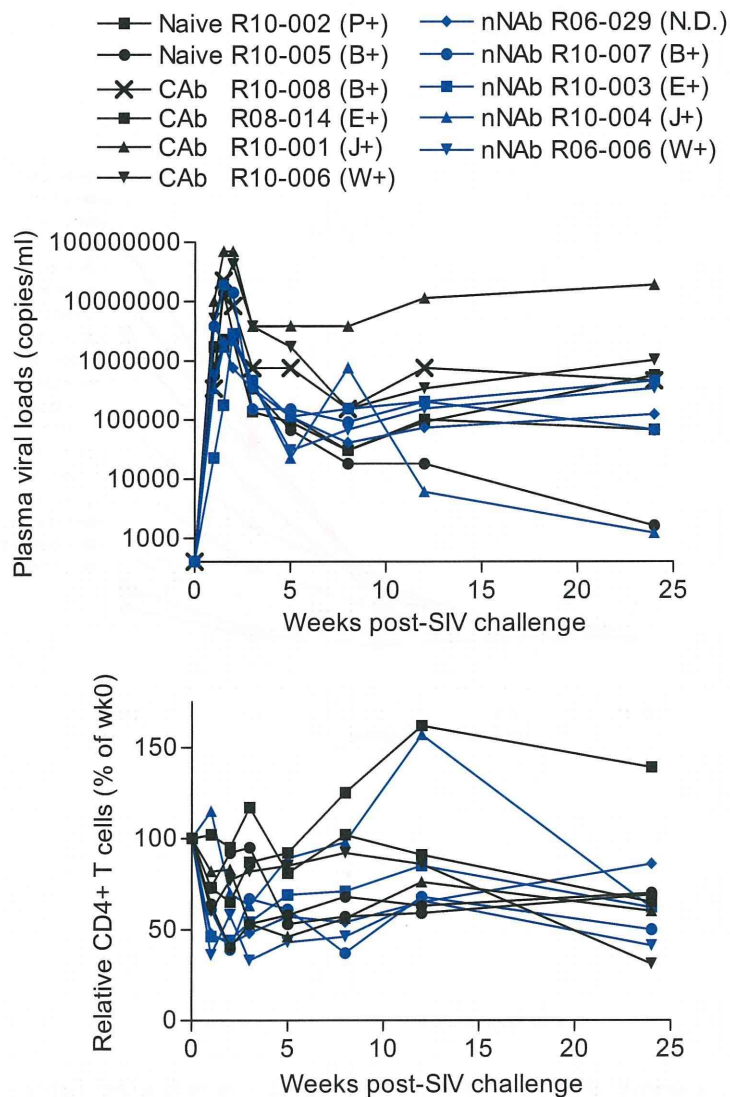 Naive R10-002 (P+)
Naive R10-005 (B+)
CAb R10-008 (B+)
CAb R08-014 (E+)
CAb R10-001 (J+)
CAb R10-006 (W+)
nNAb R06-029 (N.D.)
nNAb R10-007 (B+)
nNAb R10-003 (E+)
nNAb R10-004 (J+)
nNAb R06-006 (W+)
Plasma viral loads (copies/ml)
100000000
10000000
1000000
100000
10000
1000
0 5 10 15 20 25
Weeks post-SIV challenge
Relative CD4+ T cells (% of wk0)
150
100
50
0
0 5 10 15 20 25
Weeks post-SIV challenge